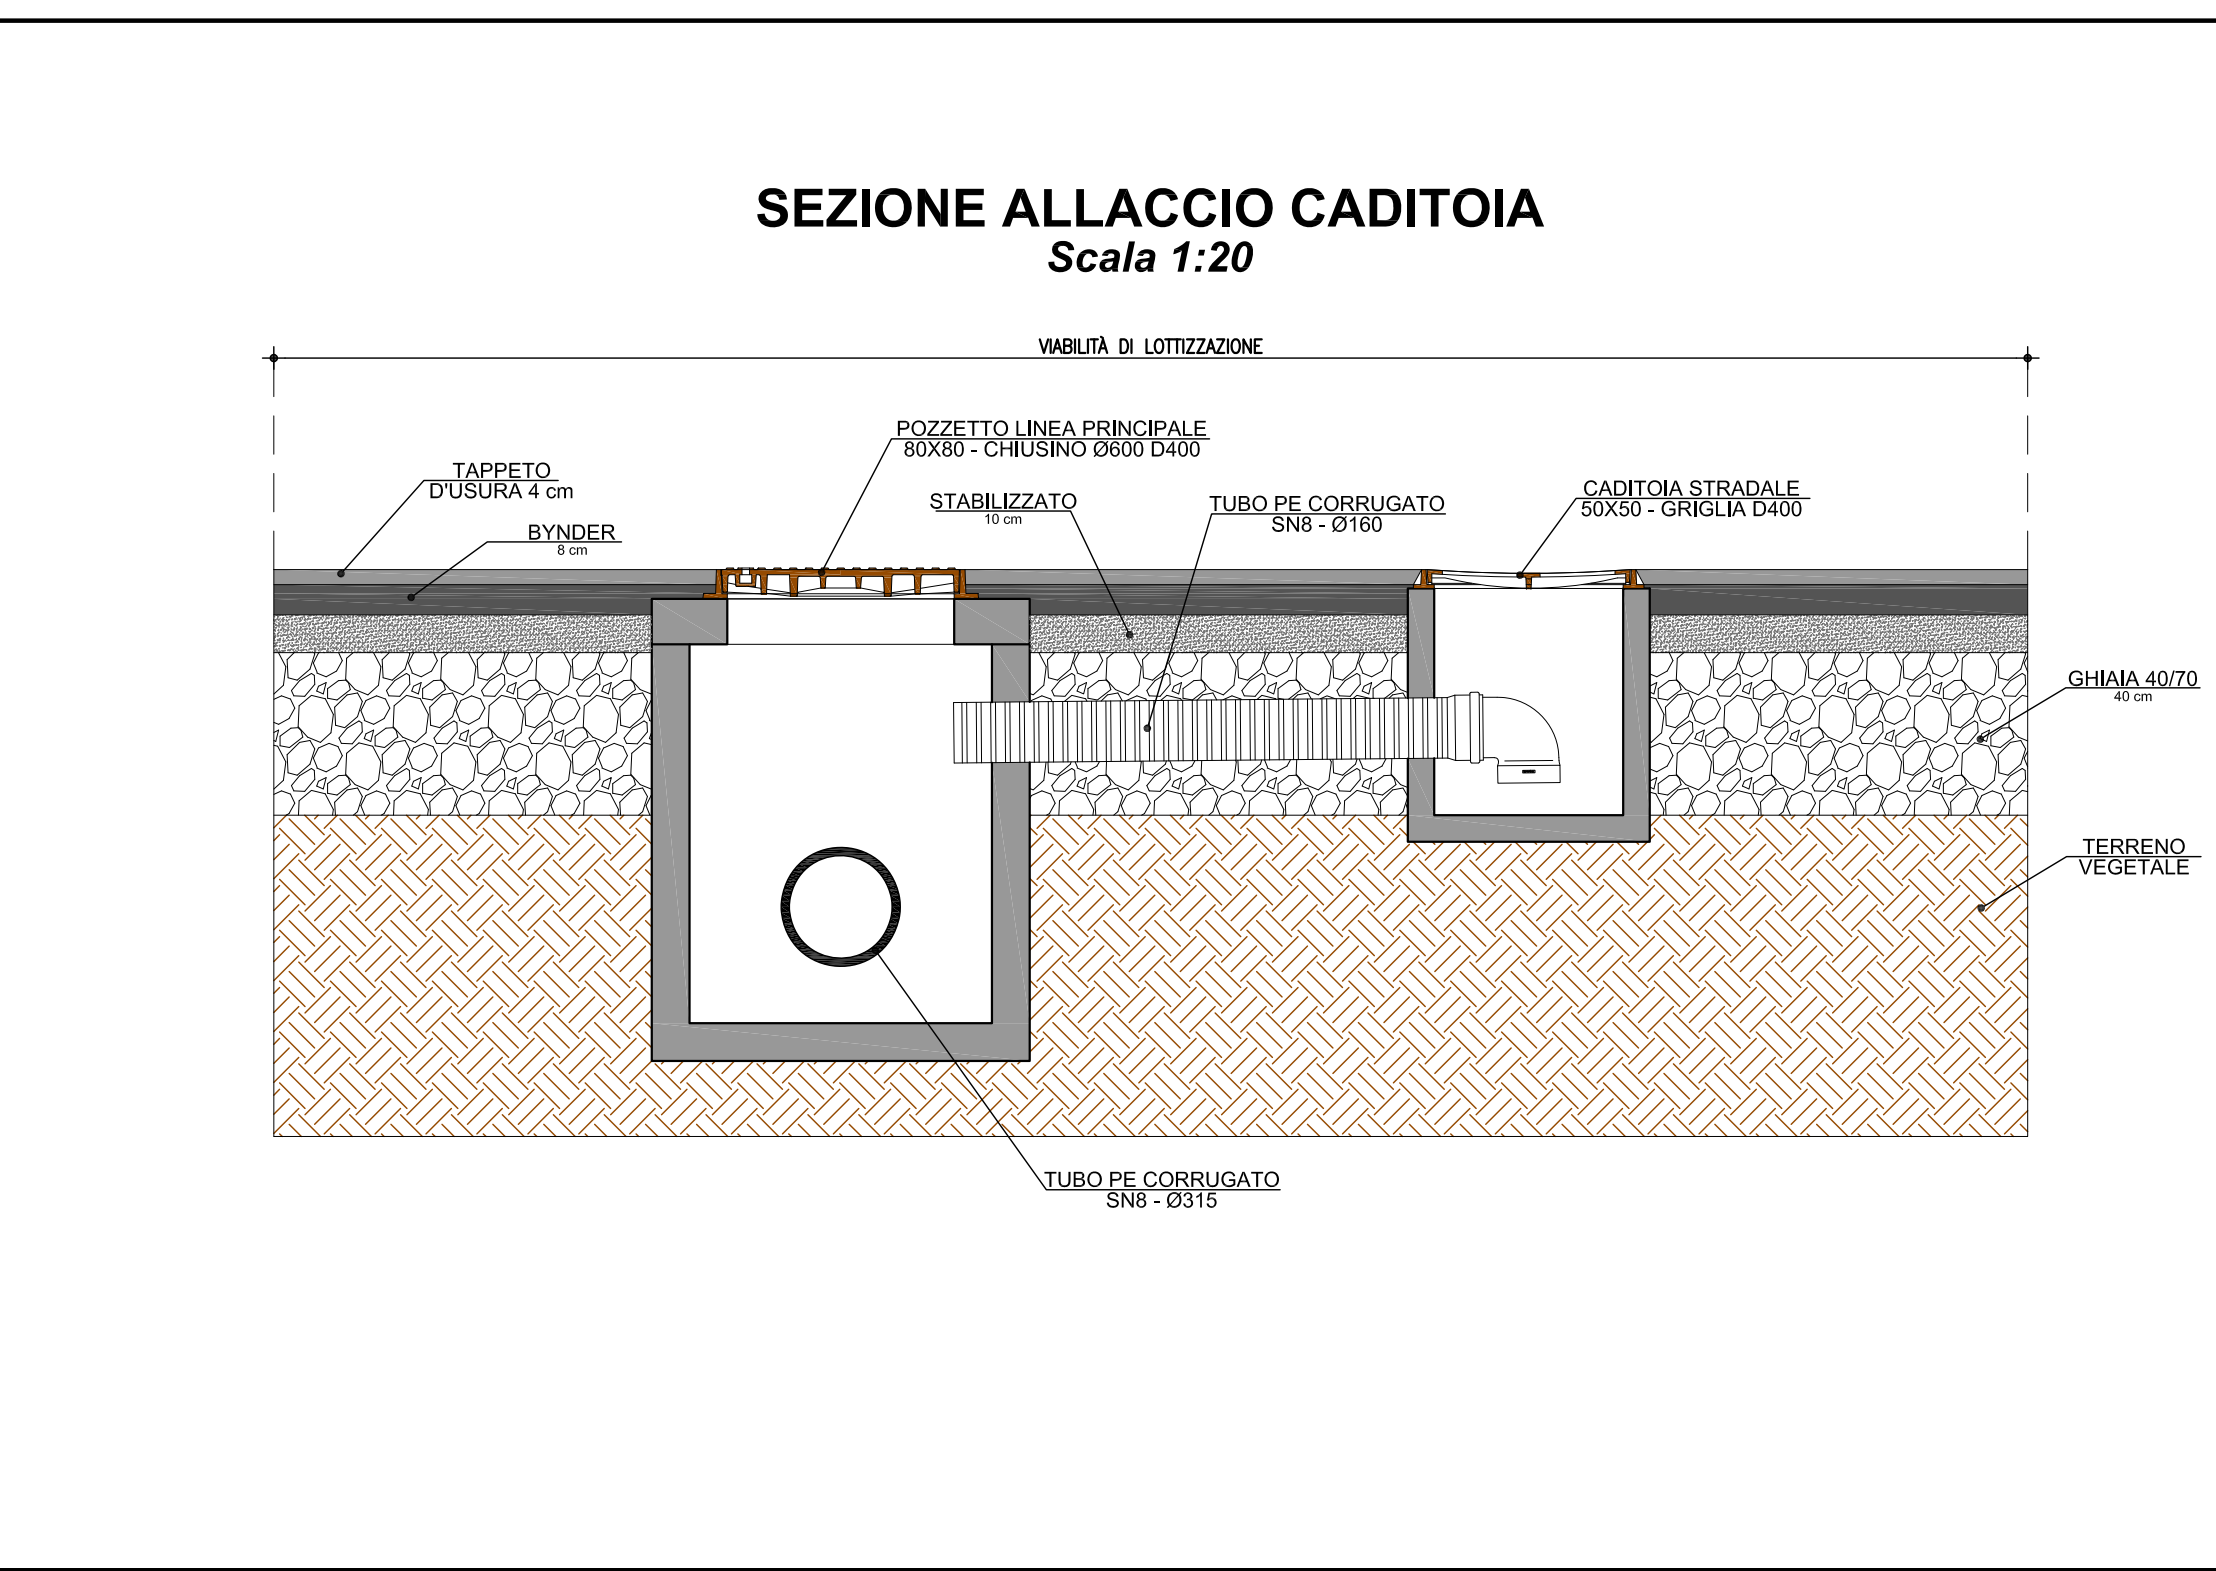 SEZIONE ALLACCIO CADITOIA
Scala 1:20
VIABILITÀ DI LOTTIZZAZIONE
POZZETTO LINEA PRINCIPALE
80X80 - CHIUSINO Ø600 D400
TAPPETO
D'USURA 4 cm
BYNDER
8 cm
STABILIZZATO
10 cm
TUBO PE CORRUGATO
SN8 - Ø160
CADITOIA STRADALE
50X50 - GRIGLIA D400
GHIAIA 40/70
40 cm
TERRENO
VEGETALE
TUBO PE CORRUGATO
SN8 - Ø315